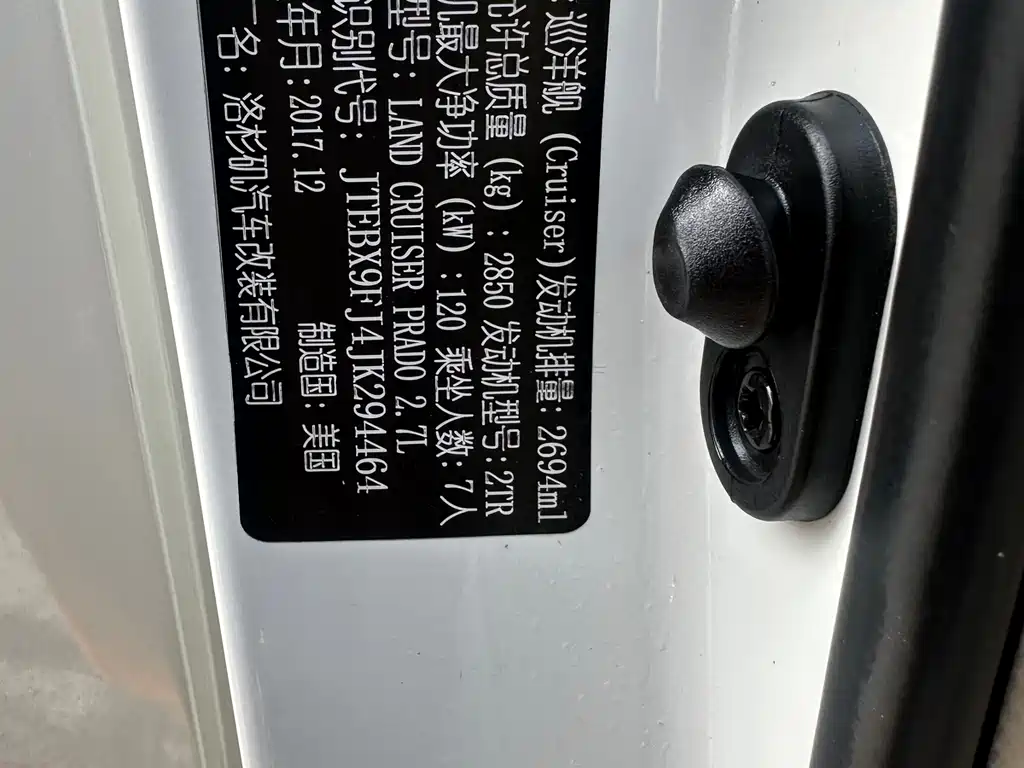 巡洋舰 (Cruiser)发动机排量: 2694ml
允许总质量 (kg) : 2850 发动机型号:2TR
机最大净功率 (kW) :120 乘坐人数: 7人
型号: LAND CRUISER PRADO 2.7L
识别代号: JTEBX9FJ4JK294464
年月:2017.12 制造国: 美国
名: 洛杉矶汽车改装有限公司